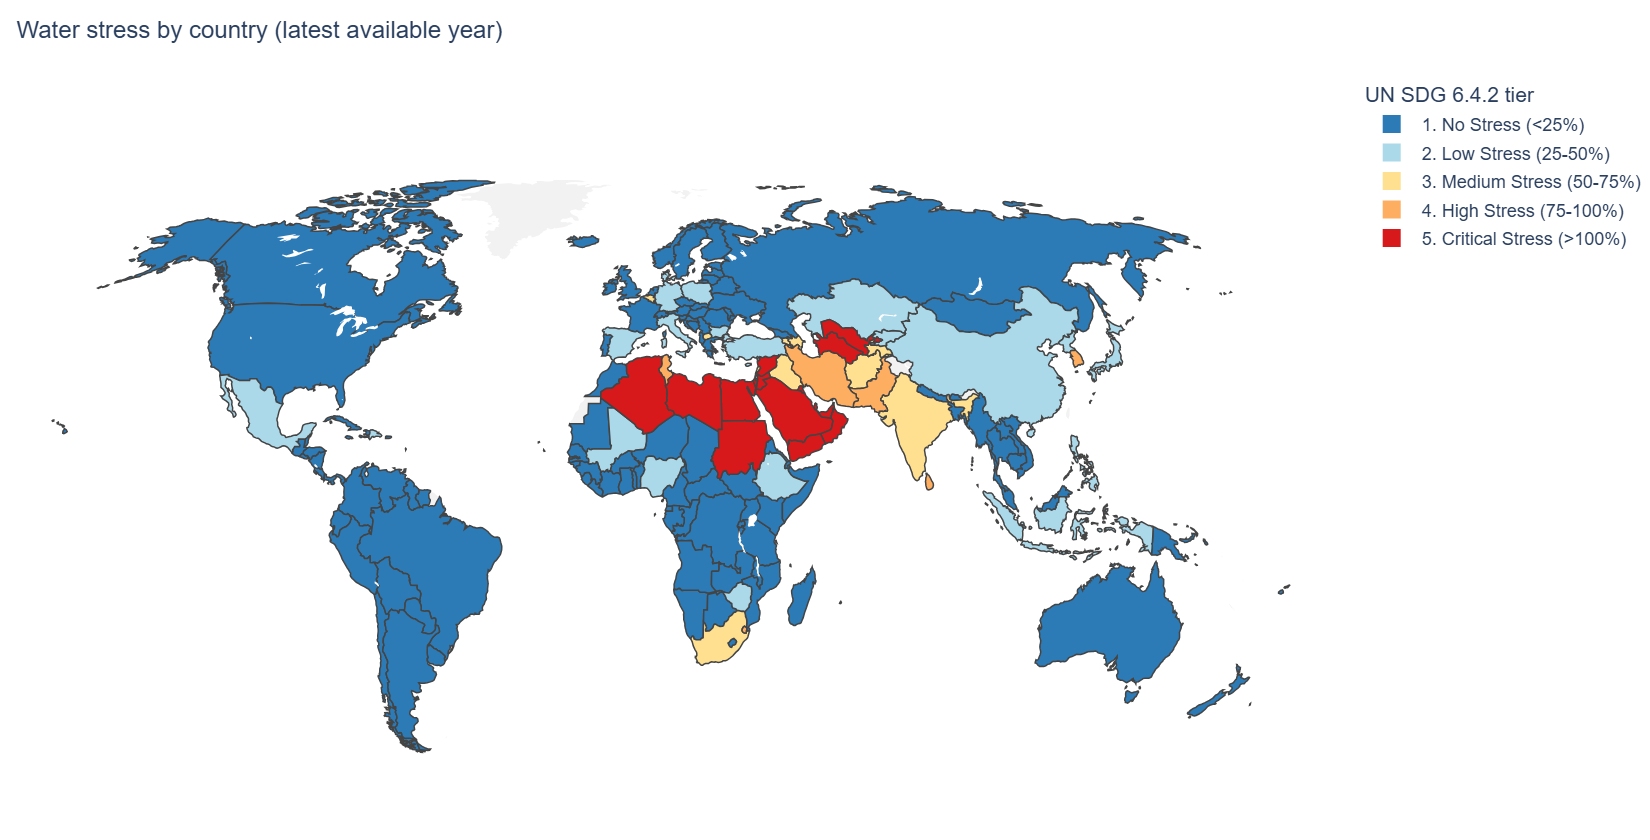 Water stress by country (latest available year)
UN SDG 6.4.2 tier
1. No Stress (<25%)
2. Low Stress (25-50%)
3. Medium Stress (50-75%)
4. High Stress (75-100%)
5. Critical Stress (>100%)